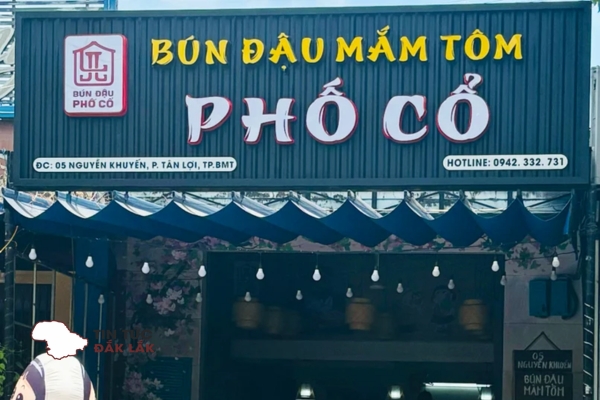 BÚN ĐẬU MẮM TÔM
BÚN ĐẬU
PHỐ CỔ
PHỐ CỔ
ĐC: 05 NGUYỄN KHUYẾN, P. TÂN LỢI, TP.BMT
HOTLINE: 0942. 332. 731
ĐẮK LẮK
05
NGUYỄN KHUYẾN
BÚN ĐẬU
MẮM TÔM